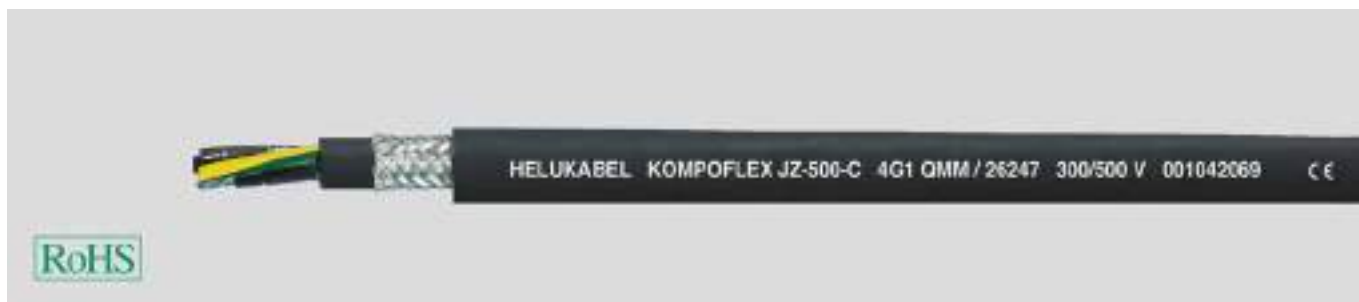 HELUKABEL KOMPOFLEX JZ-500-C 4G1 QMM / 26247 300/500 V 001042069 CE
RoHS